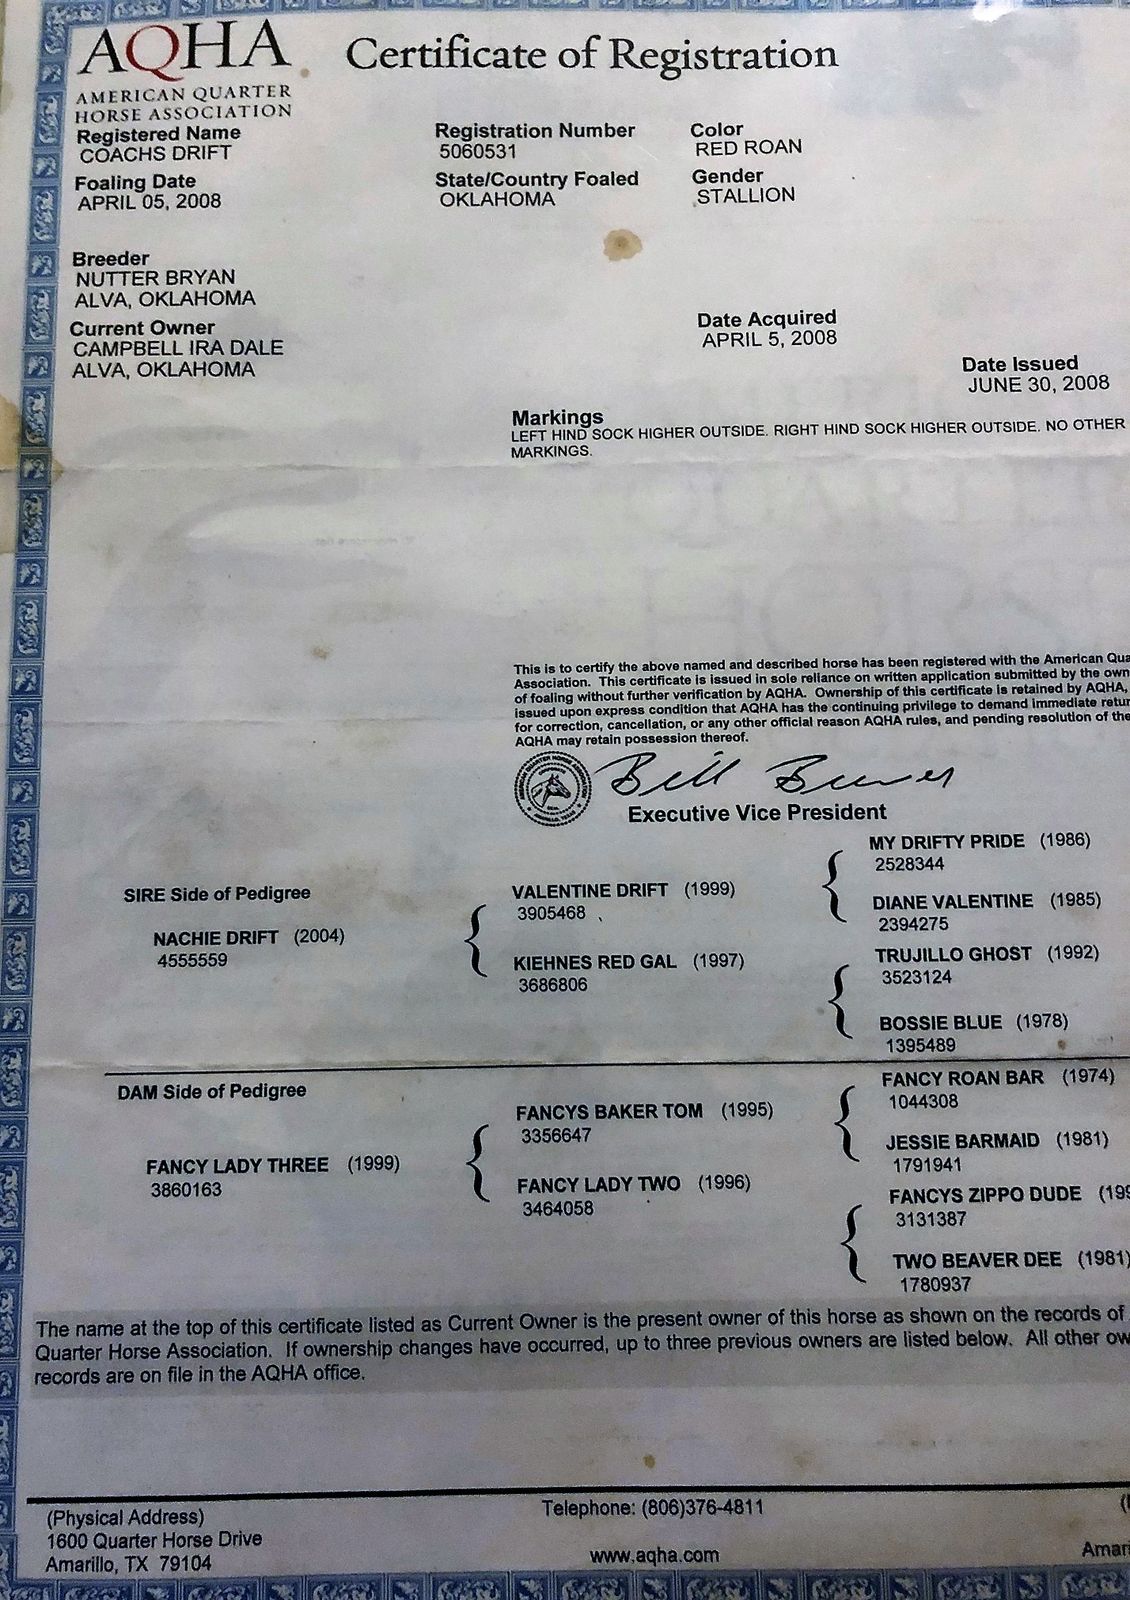 AQHA
Certificate of Registration
AMERICAN QUARTER
HORSE ASSOCIATION
Registered Name
COACHS DRIFT
Registration Number
5060531
Color
RED ROAN
Foaling Date
APRIL 05, 2008
State/Country Foaled
OKLAHOMA
Gender
STALLION
Breeder
NUTTER BRYAN
ALVA, OKLAHOMA
Current Owner
CAMPBELL IRA DALE
ALVA, OKLAHOMA
Date Acquired
APRIL 5, 2008
Date Issued
JUNE 30, 2008
Markings
LEFT HIND SOCK HIGHER OUTSIDE. RIGHT HIND SOCK HIGHER OUTSIDE. NO OTHER
MARKINGS.
This is to certify the above named and described horse has been registered with the American Qua
Association. This certificate is issued in sole reliance on written application submitted by the own
of foaling without further verification by AQHA. Ownership of this certificate is retained by AQHA,
issued upon express condition that AQHA has the continuing privilege to demand immediate retur
for correction, cancellation, or any other official reason AQHA rules, and pending resolution of the
AQHA may retain possession thereof.
Bill Brewer
Executive Vice President
SIRE Side of Pedigree
NACHIE DRIFT (2004)
4555559
VALENTINE DRIFT (1999)
3905468
KIEHNES RED GAL (1997)
3686806
MY DRIFTY PRIDE (1986)
2528344
DIANE VALENTINE (1985)
2394275
TRUJILLO GHOST (1992)
3523124
BOSSIE BLUE (1978)
1395489
DAM Side of Pedigree
FANCY LADY THREE (1999)
3860163
FANCYS BAKER TOM (1995)
3356647
FANCY LADY TWO (1996)
3464058
FANCY ROAN BAR (1974)
1044308
JESSIE BARMAID (1981)
1791941
FANCYS ZIPPO DUDE (199
3131387
TWO BEAVER DEE (1981)
1780937
The name at the top of this certificate listed as Current Owner is the present owner of this horse as shown on the records of
Quarter Horse Association. If ownership changes have occurred, up to three previous owners are listed below. All other ow
records are on file in the AQHA office.
(Physical Address)
1600 Quarter Horse Drive
Amarillo, TX 79104
Telephone: (806)376-4811
www.aqha.com
Amari